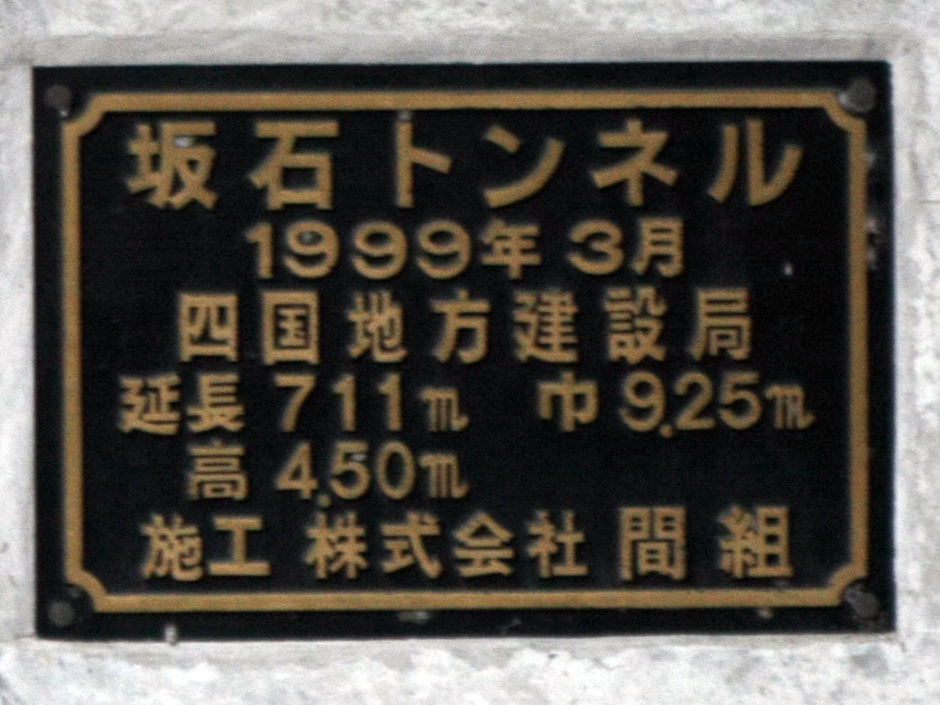 坂石トンネル
1999年 3月
四国地方建設局
延長 711m 巾 9.25m
高 4.50m
施工 株式会社 間組